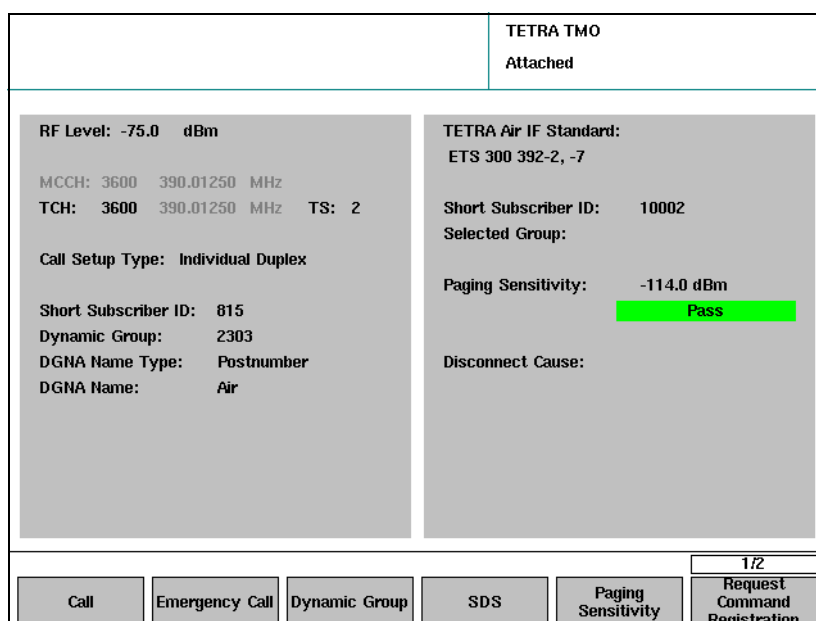 TETRA TMO
Attached
RF Level: -75.0 dBm
MCCH: 3600 390.01250 MHz
TCH: 3600 390.01250 MHz TS: 2
Call Setup Type: Individual Duplex
Short Subscriber ID: 815
Dynamic Group: 2303
DGNA Name Type: Postnumber
DGNA Name: Air
TETRA Air IF Standard:
ETS 300 392-2, -7
Short Subscriber ID: 10002
Selected Group:
Paging Sensitivity: -114.0 dBm
Pass
Disconnect Cause:
1/2
Call
Emergency Call
Dynamic Group
SDS
Paging
Sensitivity
Request
Command
Registration